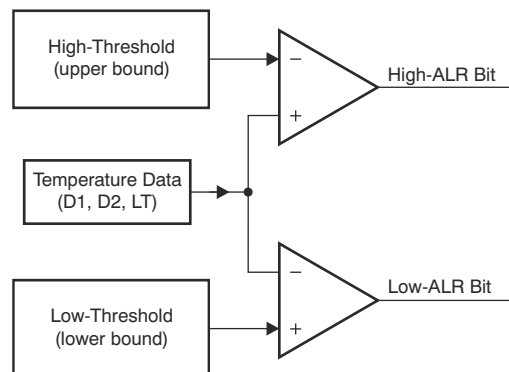 High-Threshold
(upper bound)
−
+
High-ALR Bit
Temperature Data
(D1, D2, LT)
Low-Threshold
(lower bound)
−
+
Low-ALR Bit